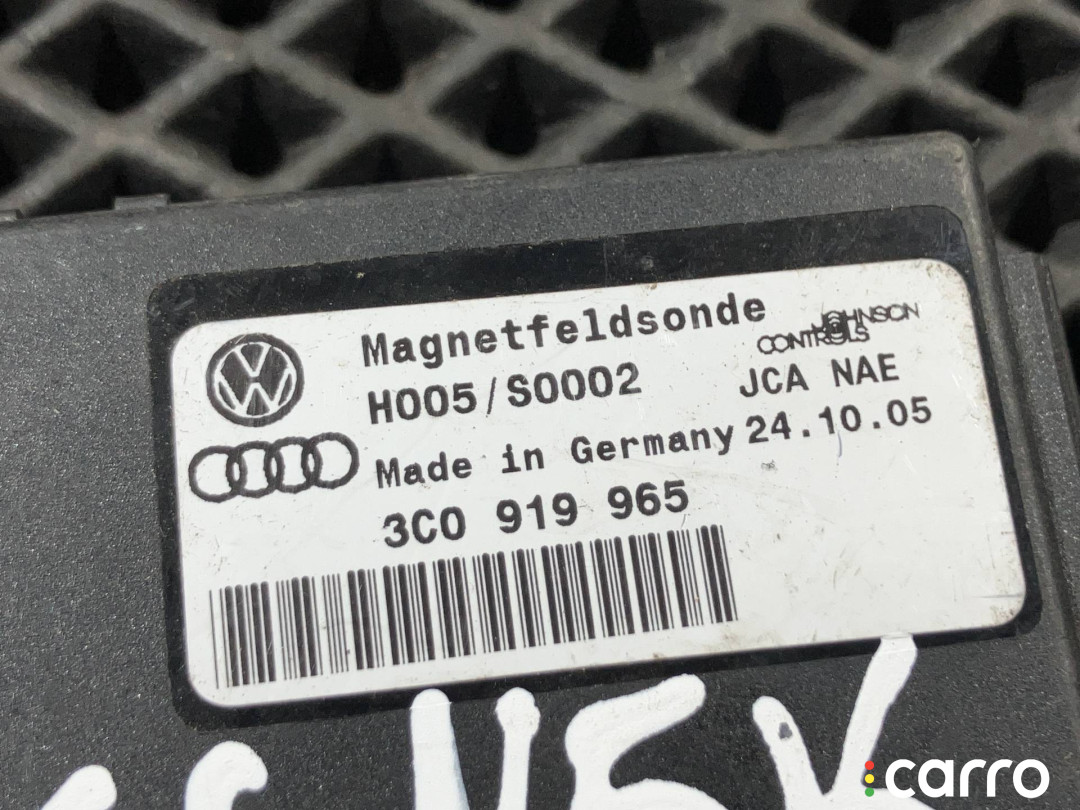 Magnetfeldsonde
JOHNSON
CONTROLS
H005/S0002
JCA NAE
Made in Germany 24.10.05
3C0 919 965
carro